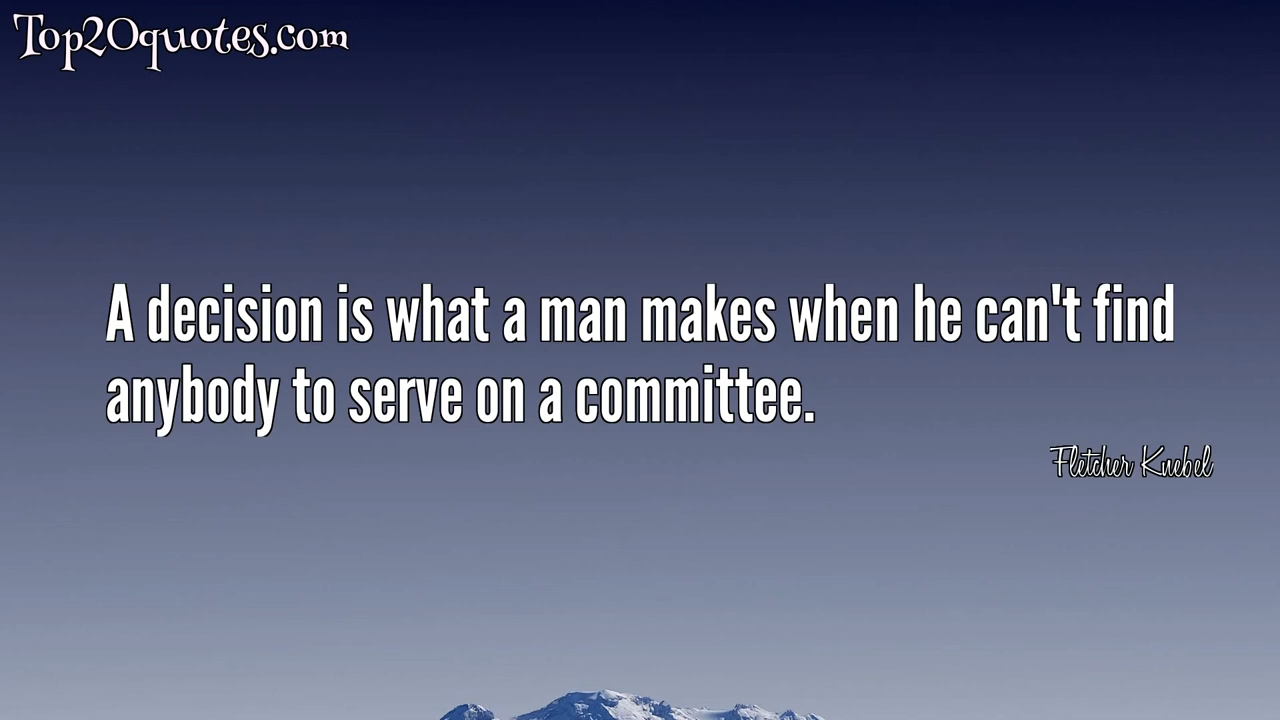 Top20quotes.com
A decision is what a man makes when he can't find
anybody to serve on a committee.
Fletcher Knebel